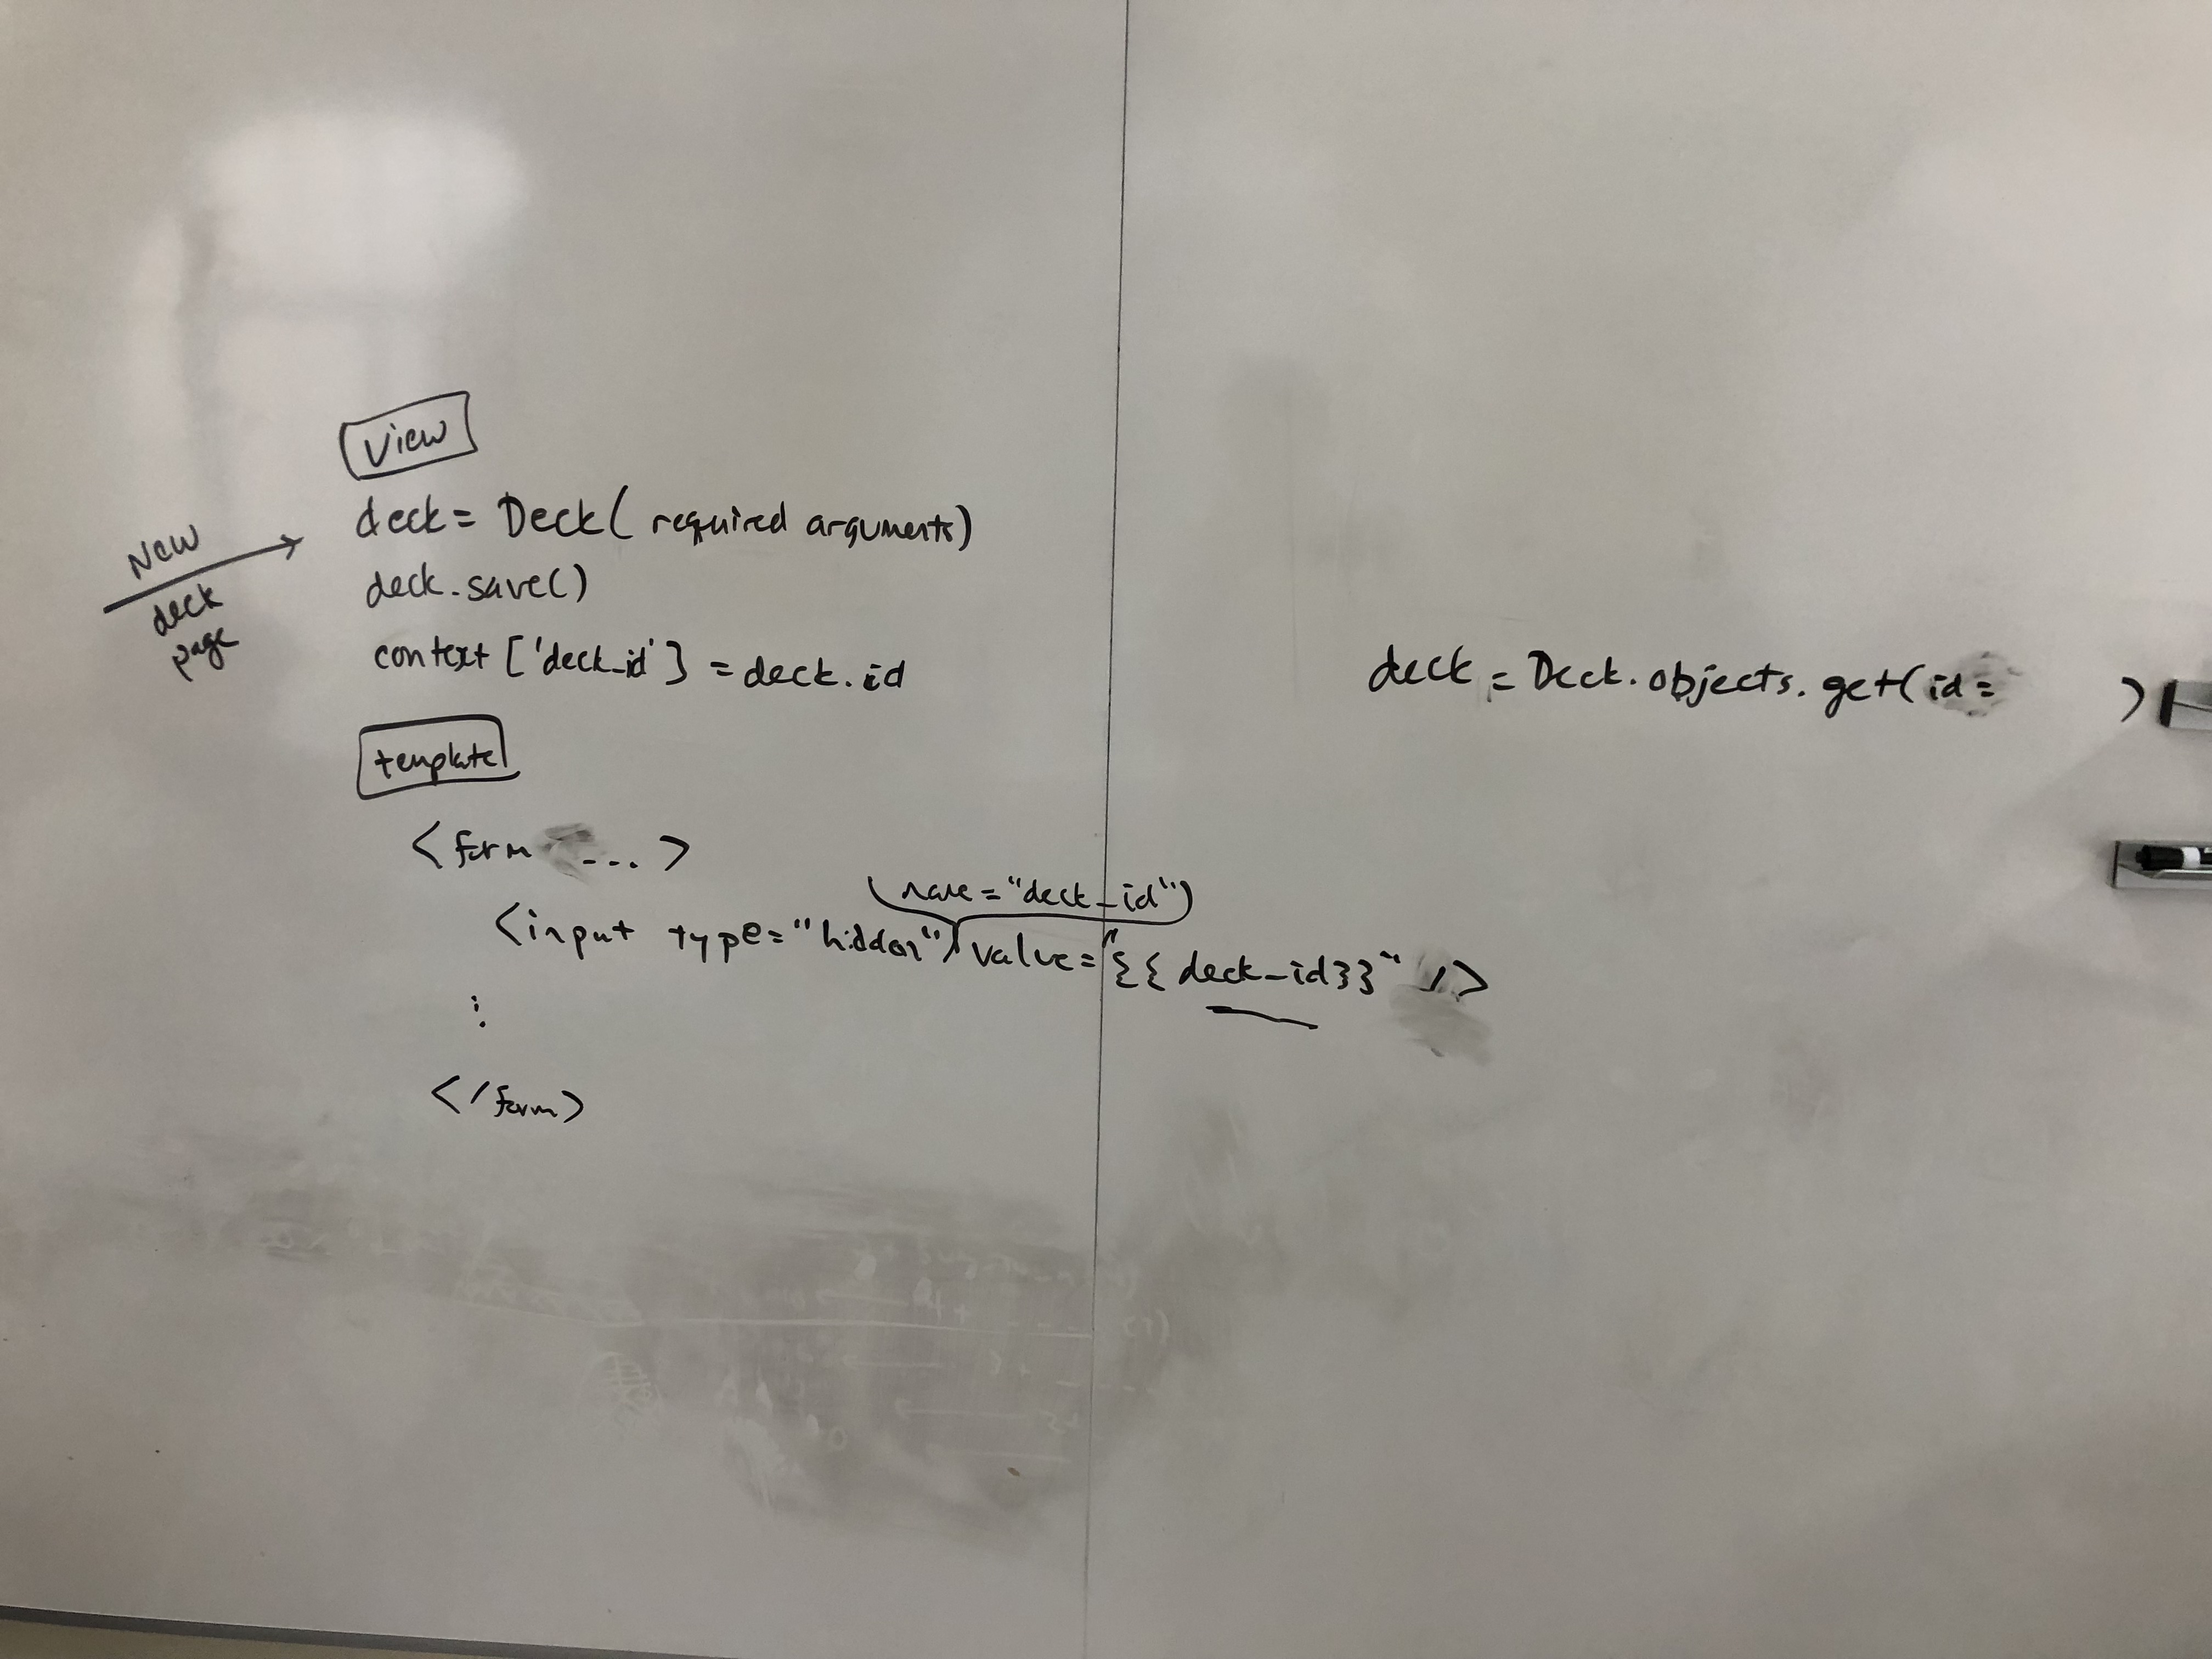 View
New
deck
page
deck = Deck( required arguments)
deck.save()
context ['deck_id'] = deck.id
deck = Deck.objects.get(id= )
template
<form ... >
name="deck_id"
<input type="hidden" value="{{deck_id}}" />
:
</form>